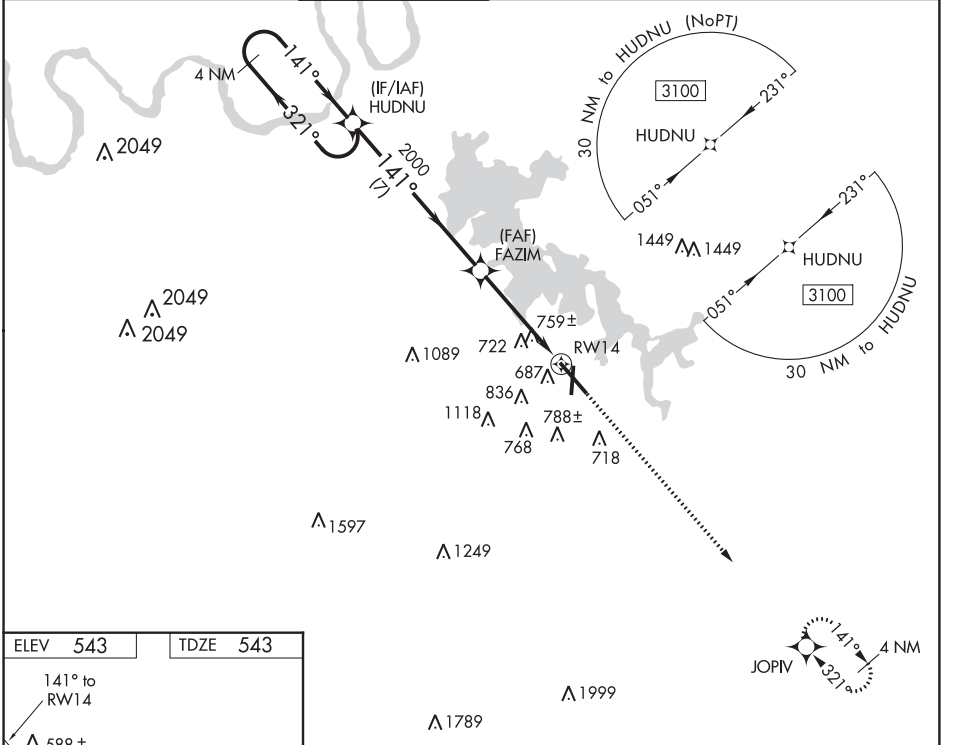 30 NM to HUDNU (NoPT)
3100
231°
HUDNU
051°
4 NM
141°
321°
(IF/IAF)
HUDNU
2049
2000
141°
(7)
(FAF)
FAZIM
1449
1449
231°
HUDNU
051°
3100
30 NM to HUDNU
2049
2049
1089
722
759±
RW14
687
836
1118
768
788±
718
1597
1249
ELEV 543
TDZE 543
141° to
RW14
588±
1789
1999
JOPIV
141°
321°
4 NM